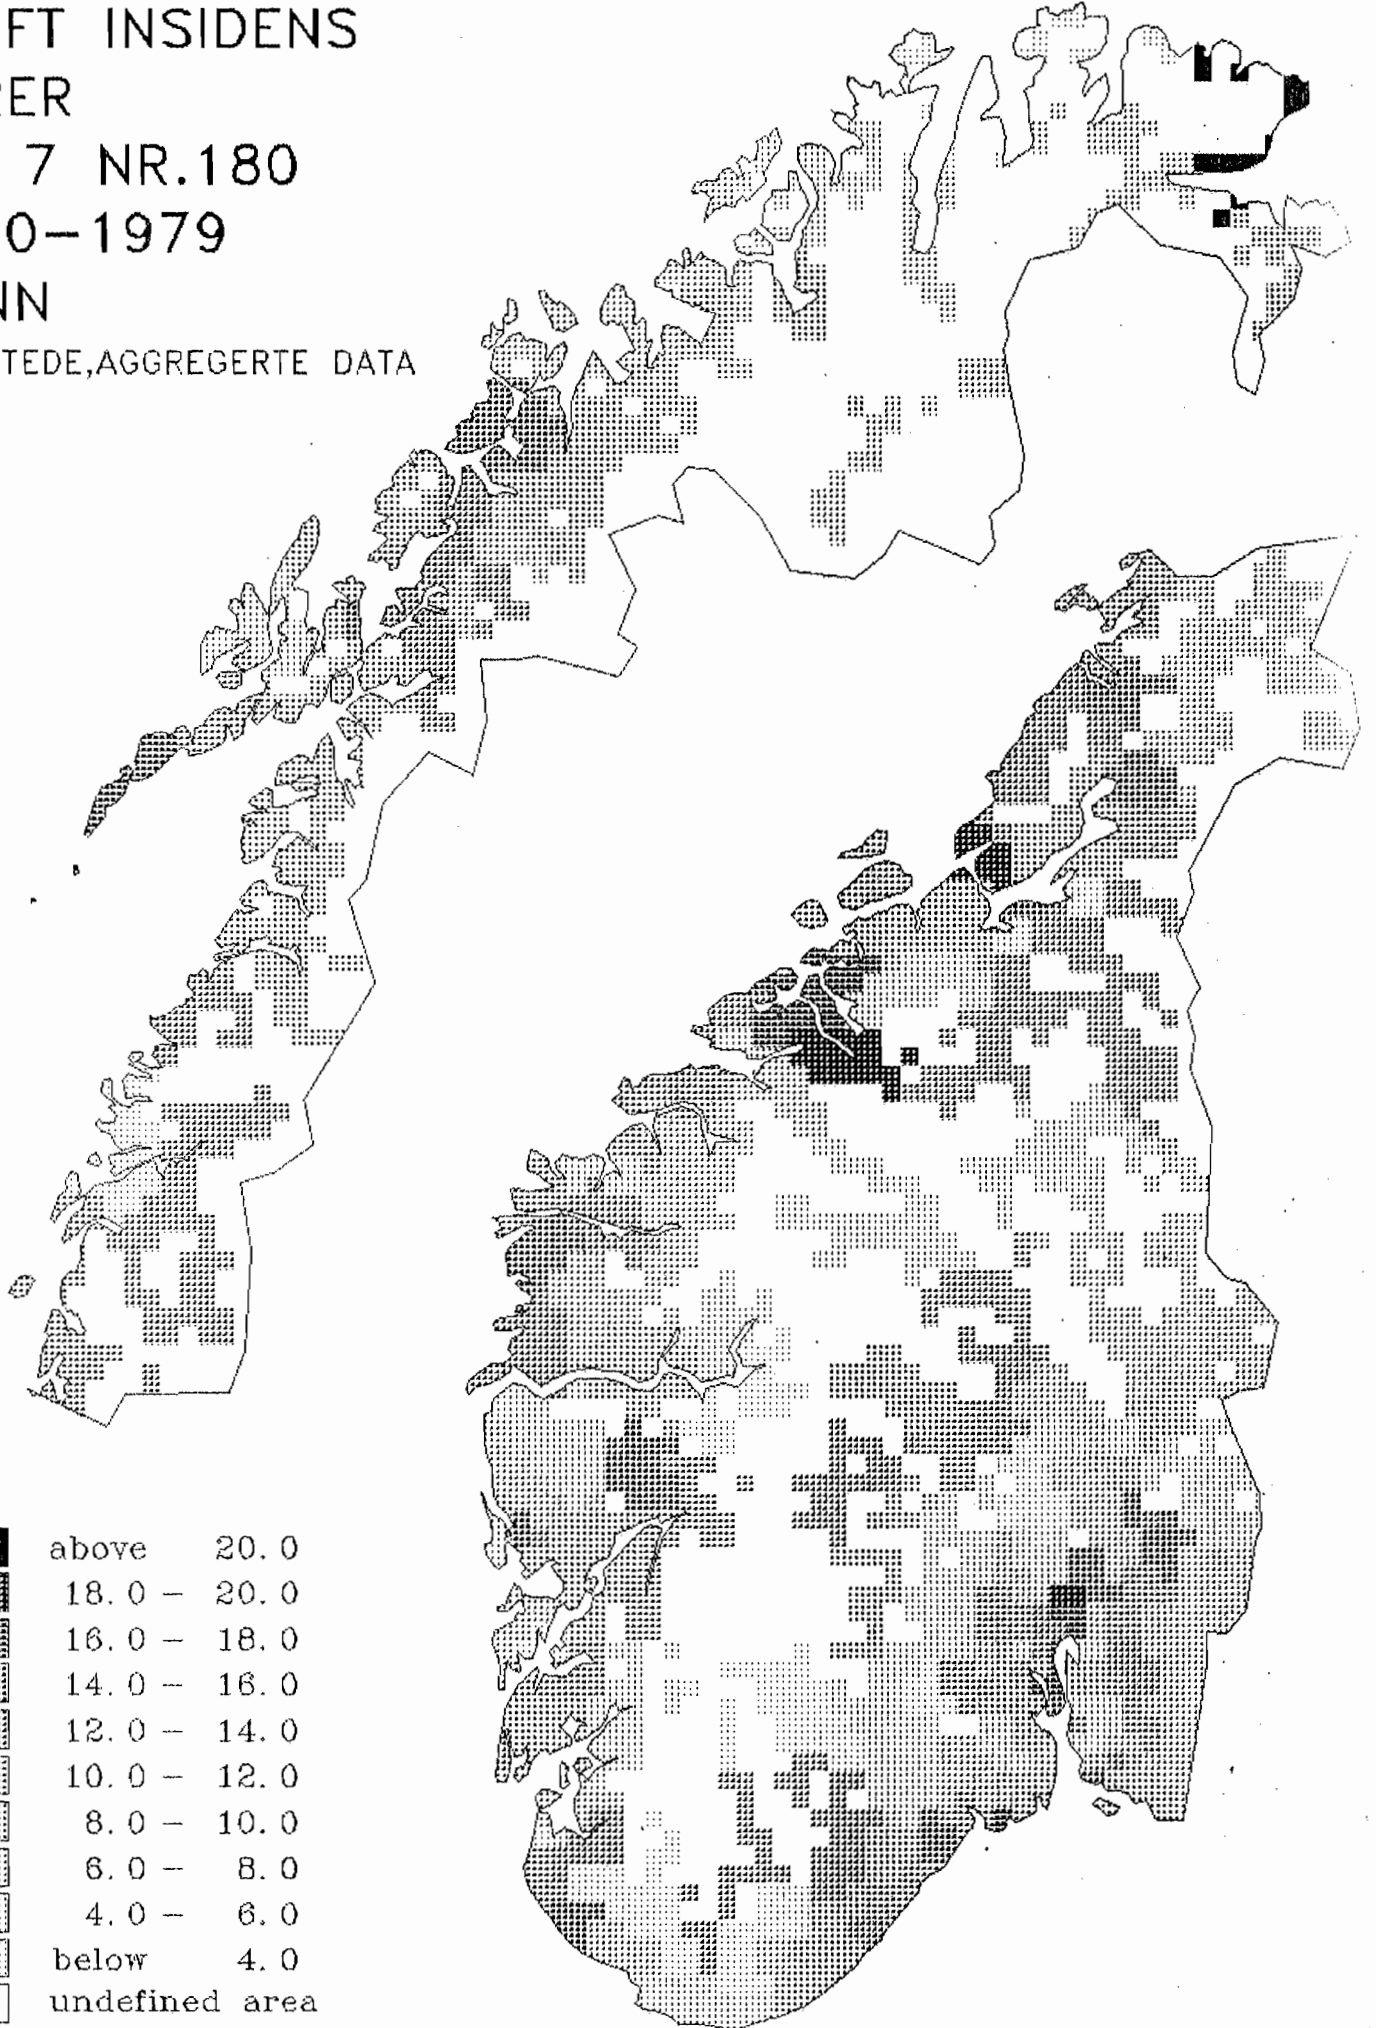 FT INSIDENS
RER
7 NR.180
0-1979
NN
TEDE,AGGREGERTE DATA
above 20.0
18.0 - 20.0
16.0 - 18.0
14.0 - 16.0
12.0 - 14.0
10.0 - 12.0
8.0 - 10.0
6.0 - 8.0
4.0 - 6.0
below 4.0
undefined area